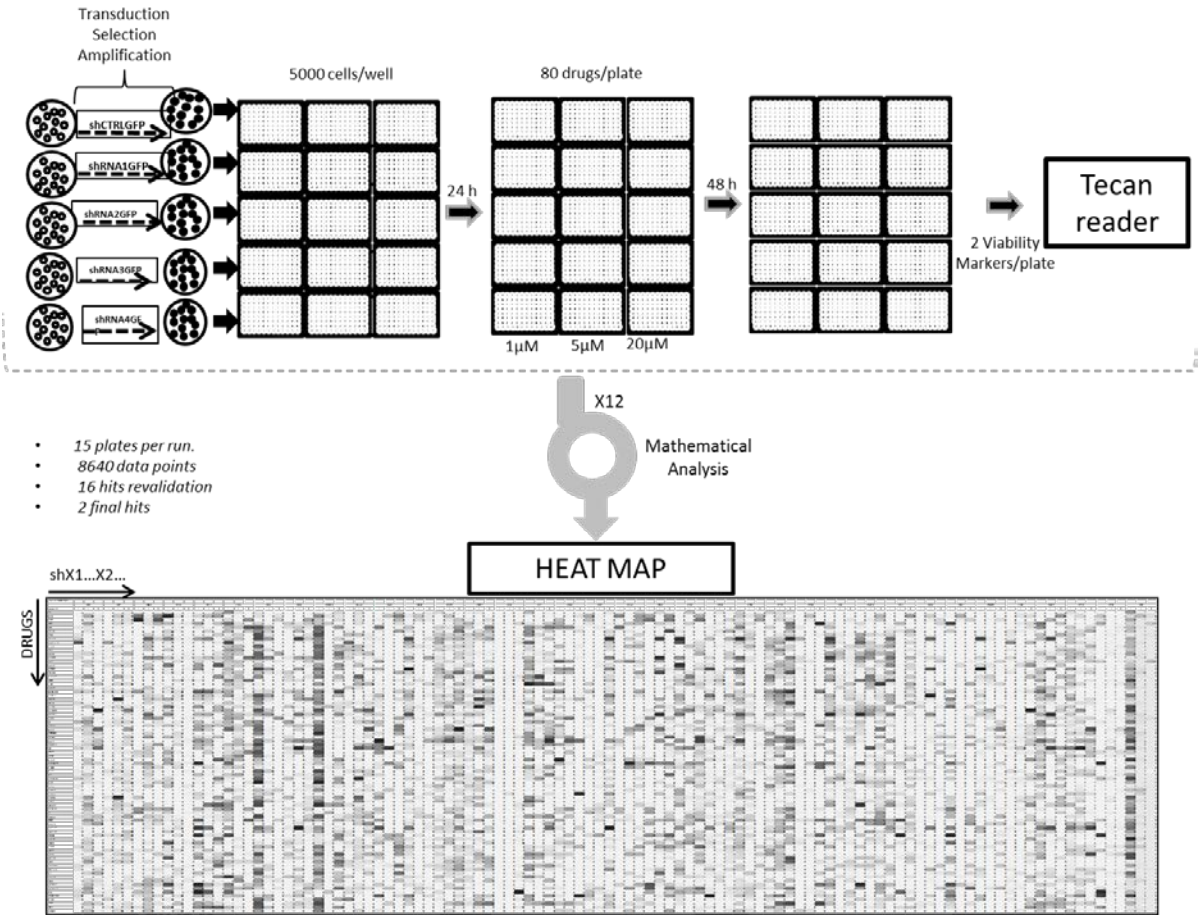 Transduction
Selection
Amplification
5000 cells/well
80 drugs/plate
shCTRLGFP
shRNA1GFP
shRNA2GFP
shRNA3GFP
shRNA4GF
24 h
48 h
2 Viability
Markers/plate
Tecan
reader
1µM
5µM
20µM
X12
Mathematical
Analysis
• 15 plates per run.
• 8640 data points
• 16 hits revalidation
• 2 final hits
HEAT MAP
shX1...X2...
DRUGS